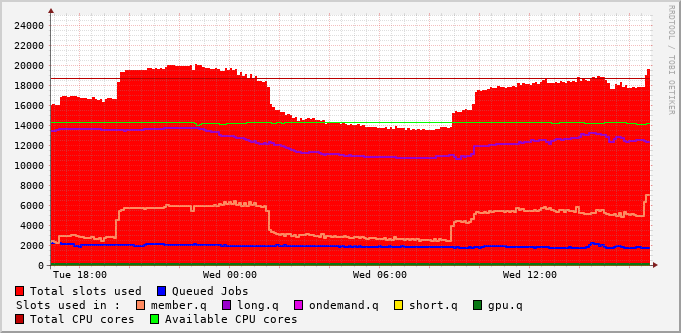 24000
22000
20000
18000
16000
14000
12000
10000
8000
6000
4000
2000
0
Tue 18:00 Wed 00:00 Wed 06:00 Wed 12:00
RRDTOOL / TOBI OETIKER
Total slots used Queued Jobs
Slots used in : member.q long.q ondemand.q short.q gpu.q
Total CPU cores Available CPU cores